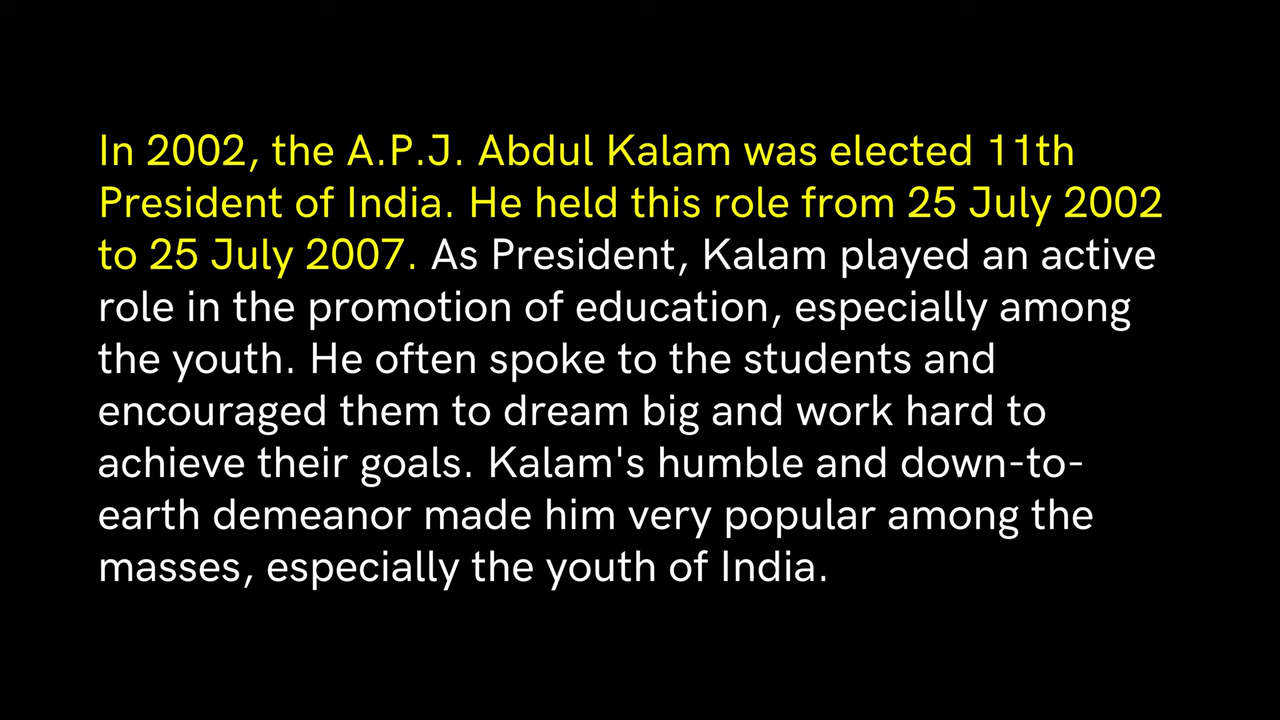 In 2002, the A.P.J. Abdul Kalam was elected 11th
President of India. He held this role from 25 July 2002
to 25 July 2007. As President, Kalam played an active
role in the promotion of education, especially among
the youth. He often spoke to the students and
encouraged them to dream big and work hard to
achieve their goals. Kalam's humble and down-to-
earth demeanor made him very popular among the
masses, especially the youth of India.